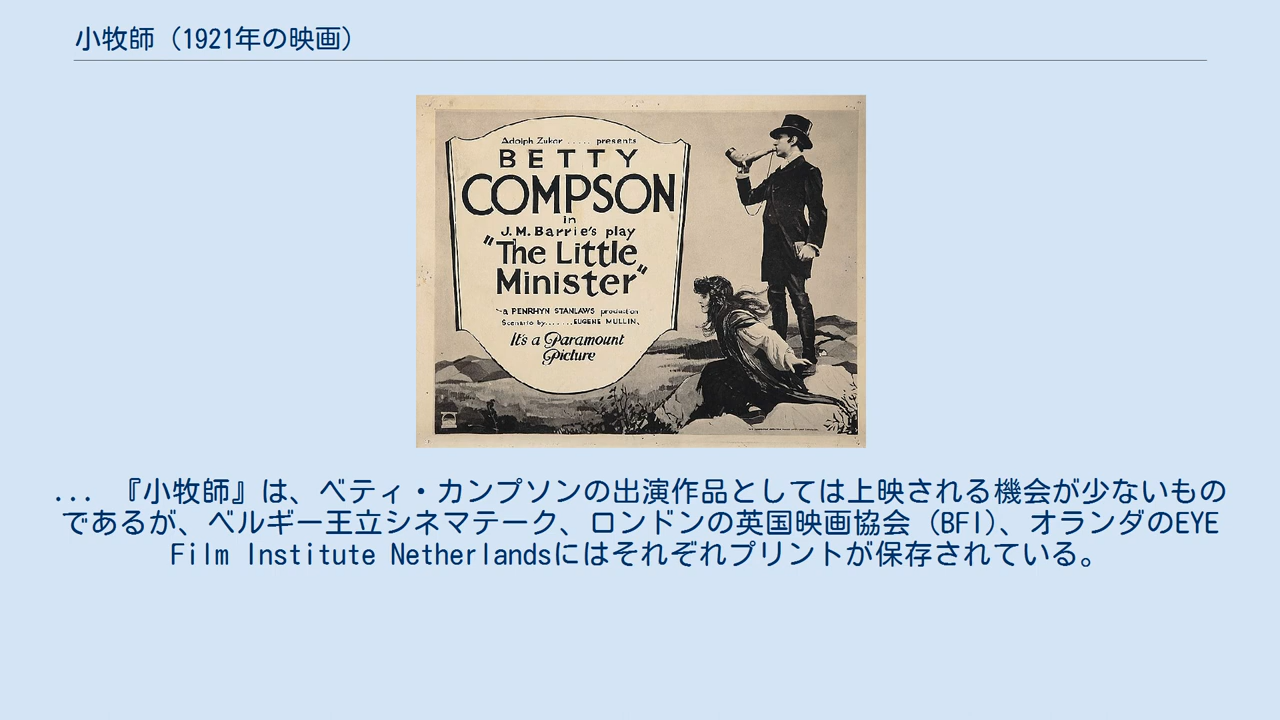 小牧師（1921年の映画）
Adolph Zukor ..... presents
BETTY
COMPSON
in
J.M. Barrie's play
"The Little
Minister"
a PENRHYN STANLAWS production
Scenario by.......EUGENE MULLIN.
It's a Paramount
Picture
... 『小牧師』は、ベティ・カンプソンの出演作品としては上映される機会が少ないもの
であるが、ベルギー王立シネマテーク、ロンドンの英国映画協会（BFI）、オランダのEYE
Film Institute Netherlandsにはそれぞれプリントが保存されている。